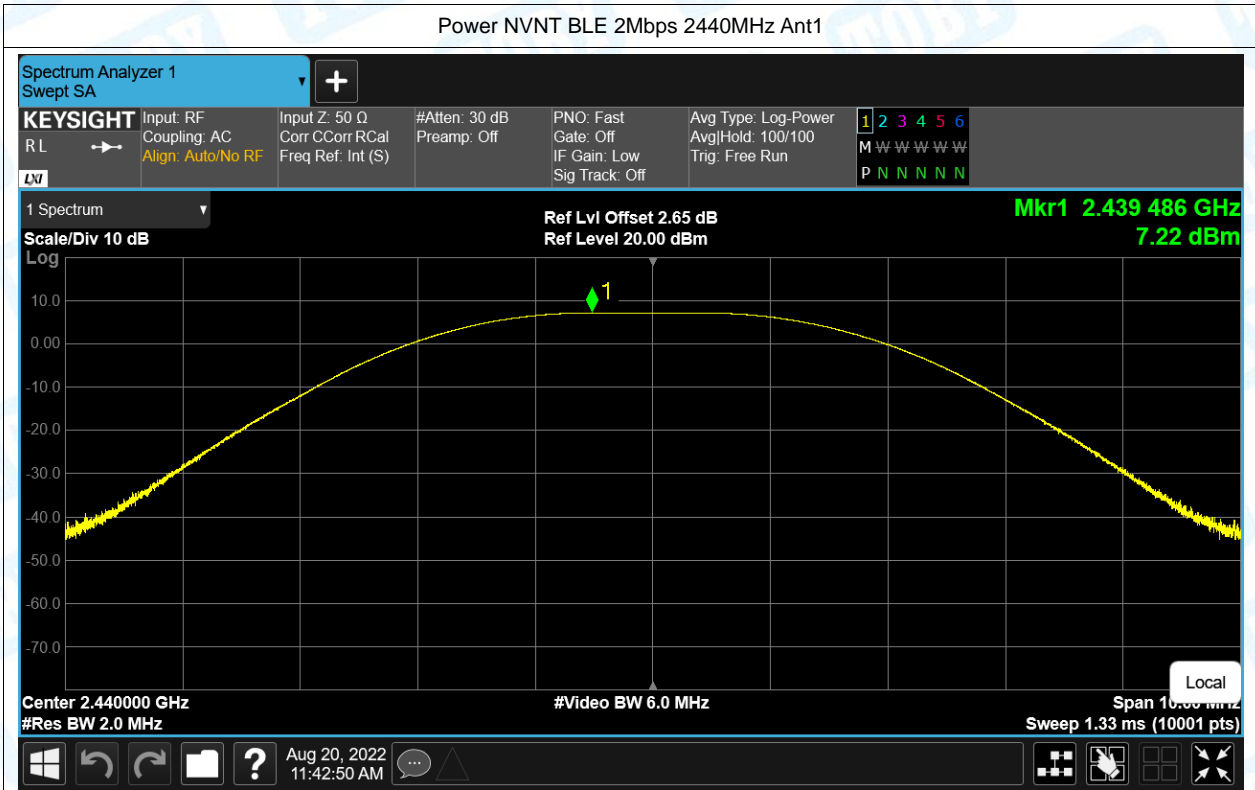 Power NVNT BLE 2Mbps 2440MHz Ant1
Spectrum Analyzer 1
Swept SA
KEYSIGHT
R L
LXI
Input: RF
Coupling: AC
Align: Auto/No RF
Input Z: 50 Ω
Corr CCorr RCal
Freq Ref: Int (S)
#Atten: 30 dB
Preamp: Off
PNO: Fast
Gate: Off
IF Gain: Low
Sig Track: Off
Avg Type: Log-Power
Avg|Hold: 100/100
Trig: Free Run
1 2 3 4 5 6
M W W W W W
P N N N N N
1 Spectrum
Scale/Div 10 dB
Log
Ref Lvl Offset 2.65 dB
Ref Level 20.00 dBm
Mkr1 2.439 486 GHz
7.22 dBm
1
10.0
0.00
-10.0
-20.0
-30.0
-40.0
-50.0
-60.0
-70.0
Local
Center 2.440000 GHz
#Res BW 2.0 MHz
#Video BW 6.0 MHz
Span 10.00 MHz
Sweep 1.33 ms (10001 pts)
?
Aug 20, 2022
11:42:50 AM